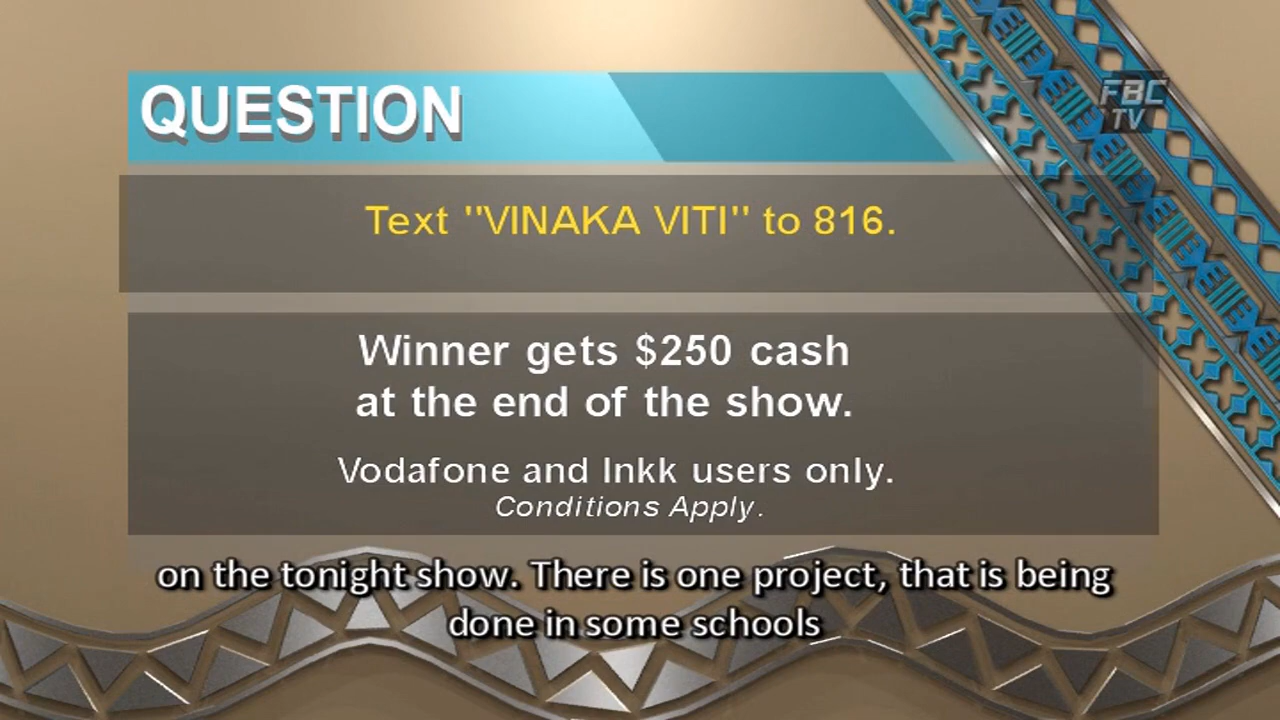 QUESTION
FBC
TV
Text "VINAKA VITI" to 816.
Winner gets $250 cash
at the end of the show.
Vodafone and Inkk users only.
Conditions Apply.
on the tonight show. There is one project, that is being
done in some schools